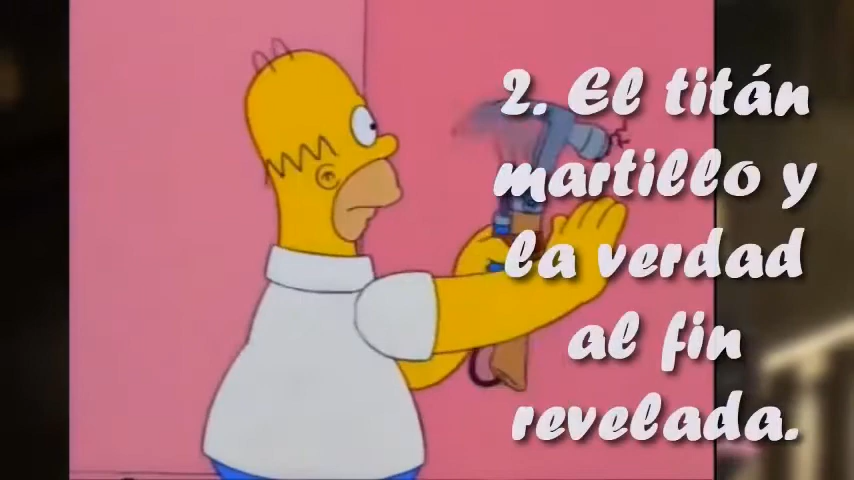 2. El titán
martillo y
la verdad
al fin
revelada.